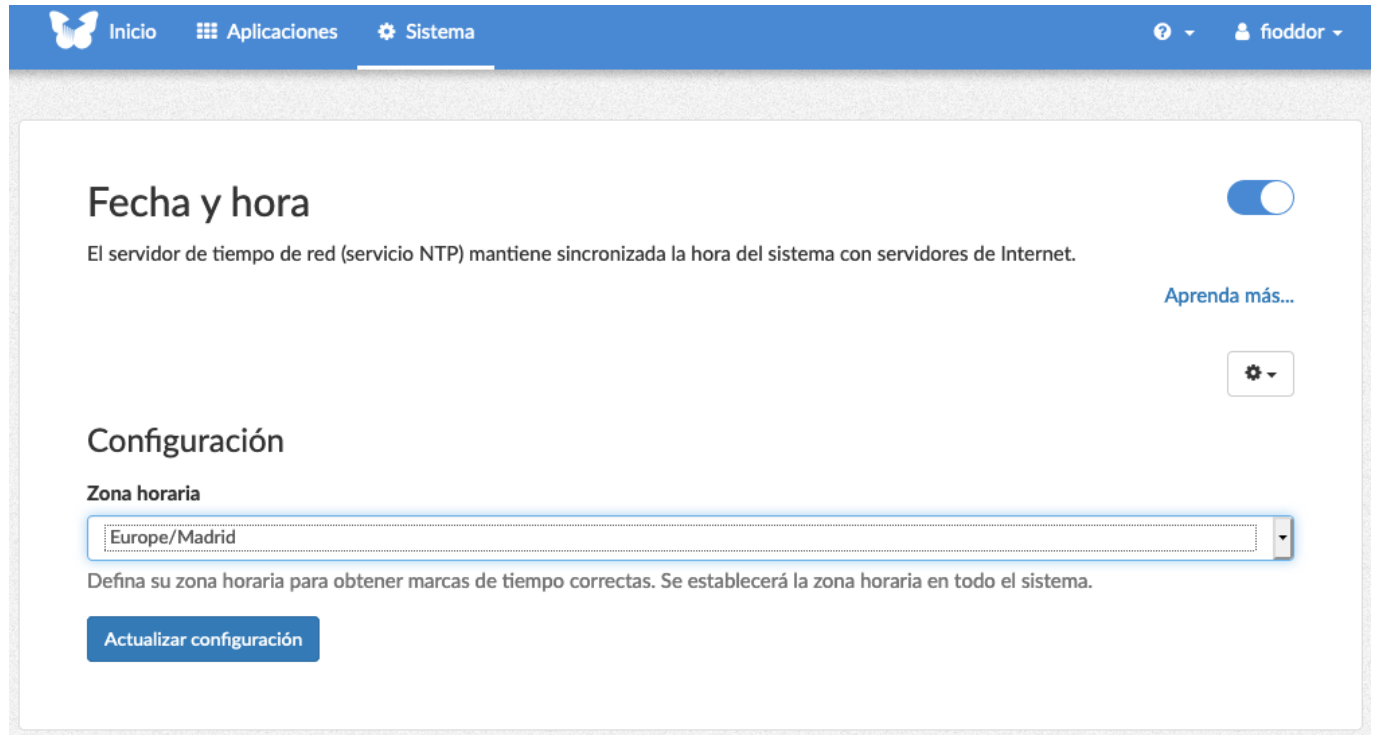 Inicio Aplicaciones Sistema fioddor
Fecha y hora
El servidor de tiempo de red (servicio NTP) mantiene sincronizada la hora del sistema con servidores de Internet.
Aprenda más...
Configuración
Zona horaria
Europe/Madrid
Defina su zona horaria para obtener marcas de tiempo correctas. Se establecerá la zona horaria en todo el sistema.
Actualizar configuración